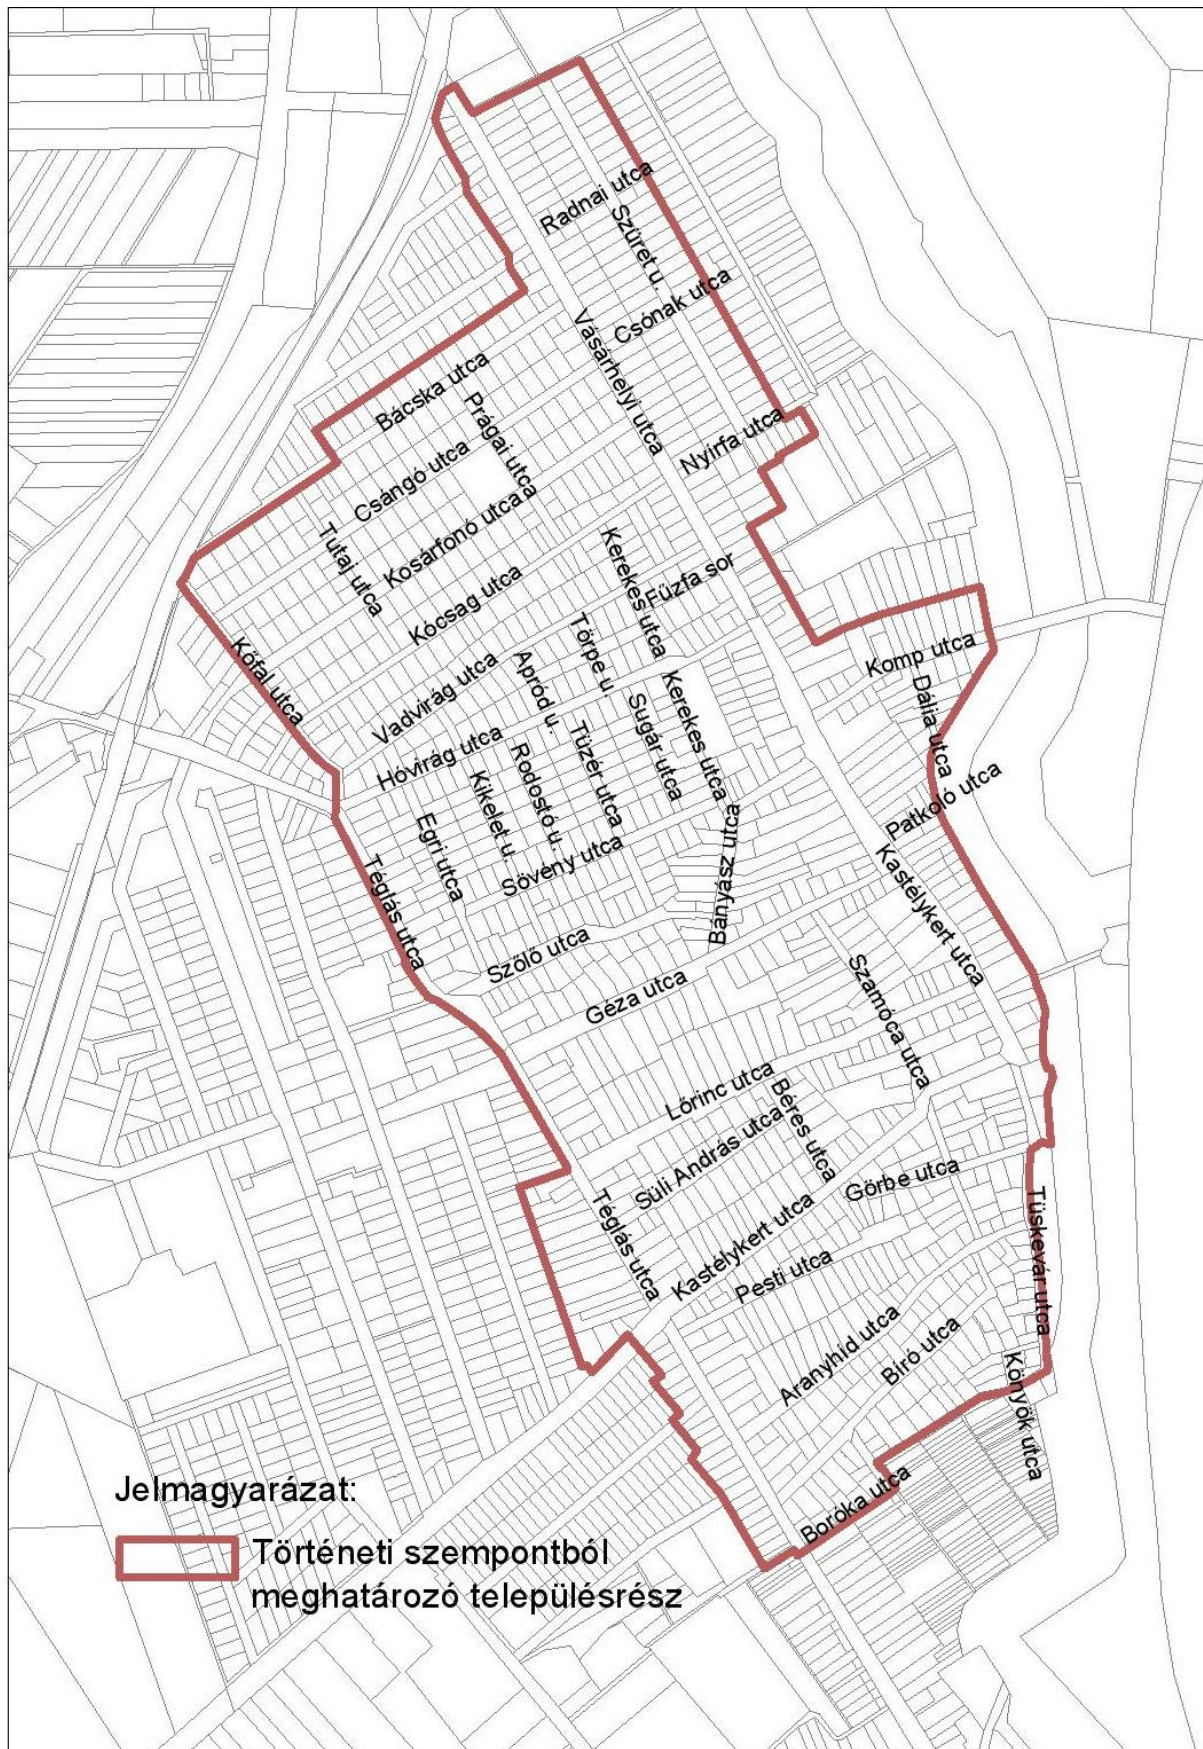 Radnai utca
Szüret u.
Csónak utca
Vásárhelyi utca
Bácska utca
Prágai utca
Nyírfa utca
Csángó utca
Kosárfonó utca
Tutaj utca
Kócsag utca
Kerekes utca
Fűzfa sor
Törpe u.
Kőfal utca
Vadvirág utca
Apród u.
Komp utca
Dália utca
Kerekes utca
Sugár utca
Hóvirág utca
Tüzér utca
Rodostó u.
Kikelet u.
Patkoló utca
Egri utca
Sövény utca
Bányász utca
Kastélykert utca
Téglás utca
Szőlő utca
Géza utca
Szamóca utca
Lőrinc utca
Béres utca
Süli András utca
Görbe utca
Téglás utca
Kastélykert utca
Tüskevár utca
Pesti utca
Aranyhíd utca
Bíró utca
Könyök utca
Boróka utca
Jelmagyarázat:
Történeti szempontból
meghatározó településrész